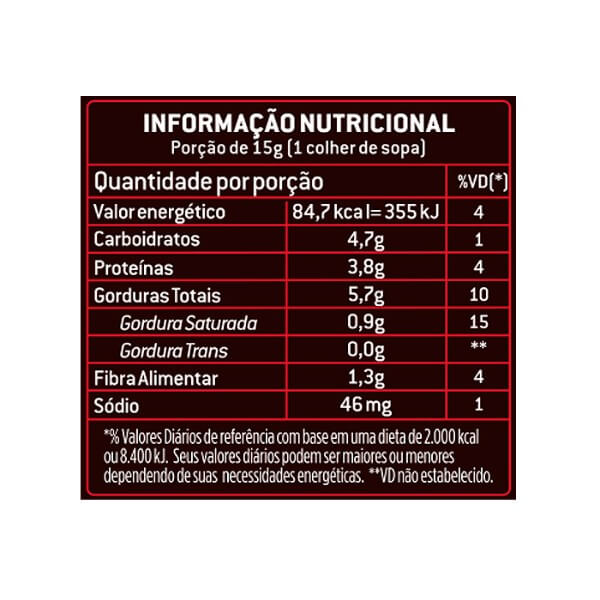 INFORMAÇÃO NUTRICIONAL
Porção de 15g (1 colher de sopa)
Quantidade por porção %VD(*)
Valor energético 84,7 kcal=355 kJ 4
Carboidratos 4,7g 1
Proteínas 3,8g 4
Gorduras Totais 5,7g 10
Gordura Saturada 0,9g 15
Gordura Trans 0,0g **
Fibra Alimentar 1,3g 4
Sódio 46 mg 1
*% Valores Diários de referência com base em uma dieta de 2.000 kcal
ou 8.400 kJ. Seus valores diários podem ser maiores ou menores
dependendo de suas necessidades energéticas. **VD não estabelecido.